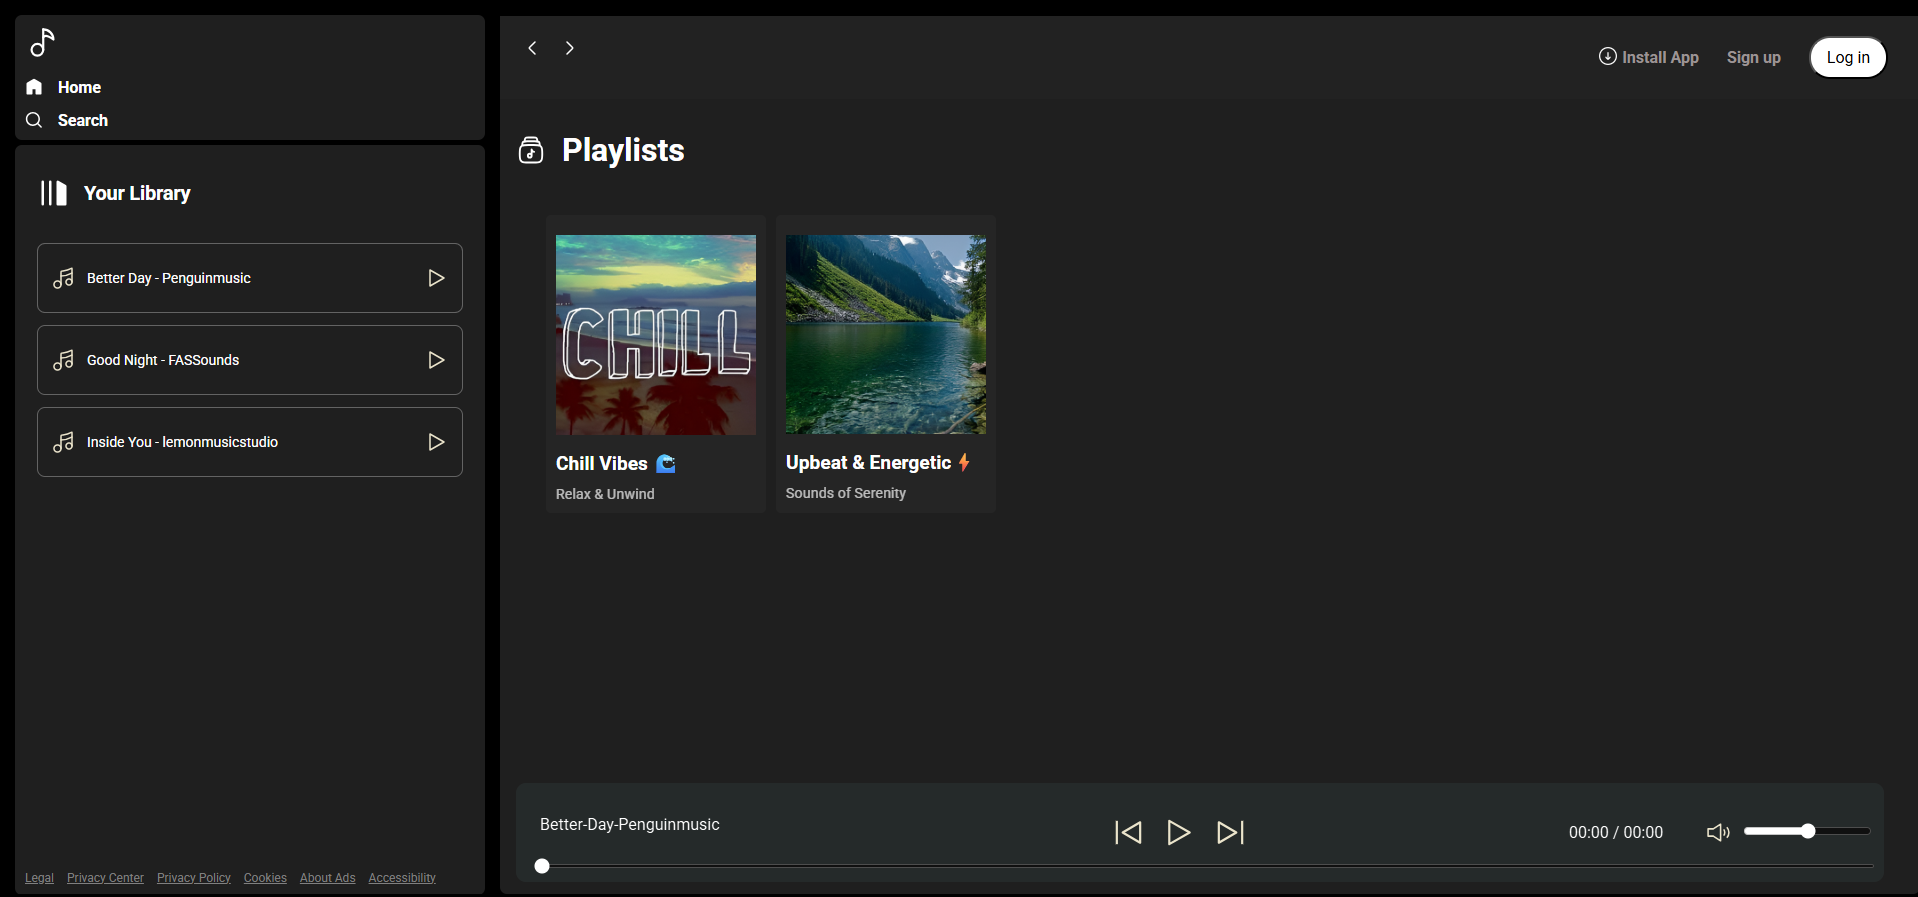 Home
Search
Your Library
Better Day - Penguinmusic
Good Night - FASSounds
Inside You - lemonmusicstudio
Legal Privacy Center Privacy Policy Cookies About Ads Accessibility
Install App Sign up Log in
Playlists
CHILL
Chill Vibes 🌊
Relax & Unwind
Upbeat & Energetic ⚡
Sounds of Serenity
Better-Day-Penguinmusic
00:00 / 00:00